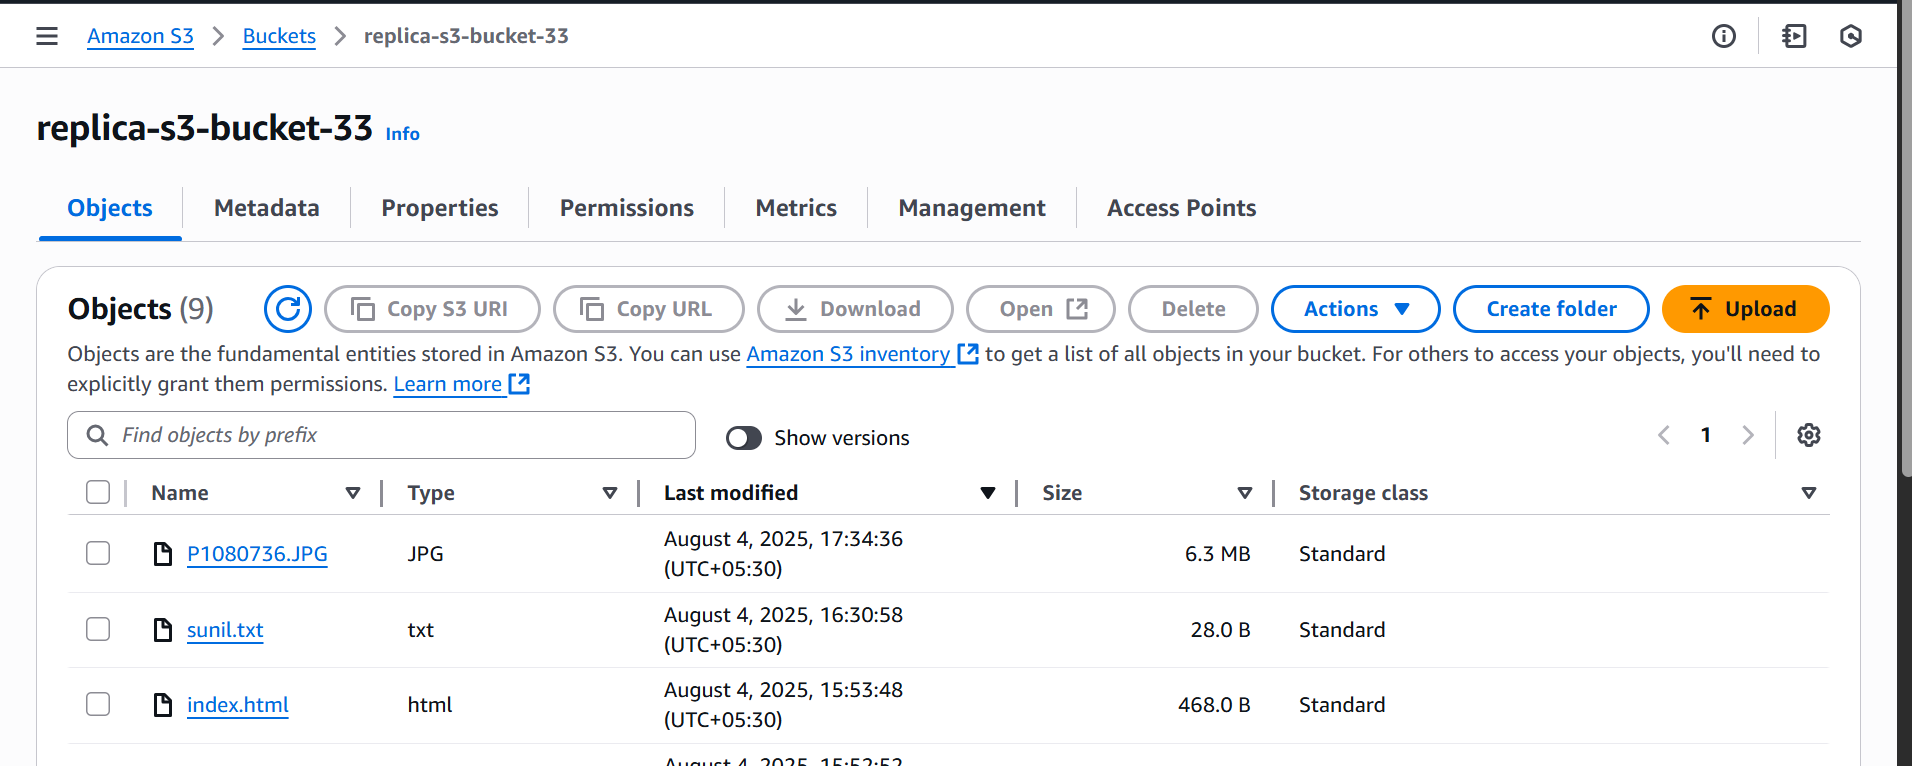 Amazon S3 > Buckets > replica-s3-bucket-33
replica-s3-bucket-33 Info
Objects Metadata Properties Permissions Metrics Management Access Points
Objects (9) Copy S3 URI Copy URL Download Open Delete Actions Create folder Upload
Objects are the fundamental entities stored in Amazon S3. You can use Amazon S3 inventory to get a list of all objects in your bucket. For others to access your objects, you'll need to
explicitly grant them permissions. Learn more
Find objects by prefix Show versions 1
Name Type Last modified Size Storage class
P1080736.JPG JPG August 4, 2025, 17:34:36 (UTC+05:30) 6.3 MB Standard
sunil.txt txt August 4, 2025, 16:30:58 (UTC+05:30) 28.0 B Standard
index.html html August 4, 2025, 15:53:48 (UTC+05:30) 468.0 B Standard
August 4, 2025, 15:52:52